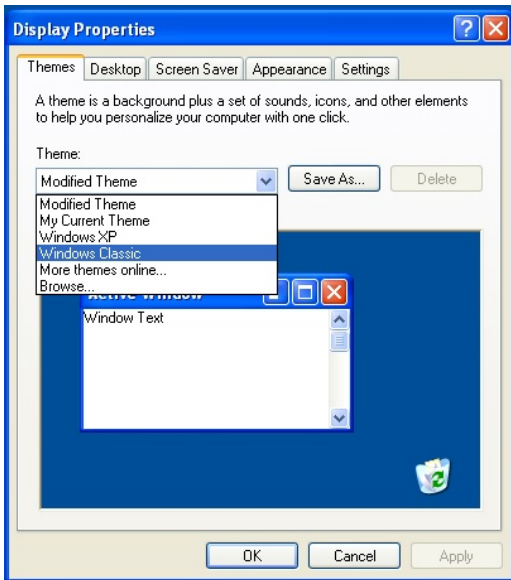 Display Properties
Themes Desktop Screen Saver Appearance Settings
A theme is a background plus a set of sounds, icons, and other elements
to help you personalize your computer with one click.
Theme:
Modified Theme Save As... Delete
Modified Theme
My Current Theme
Windows XP
Windows Classic
More themes online...
Browse...
Active Window
Window Text
OK Cancel Apply